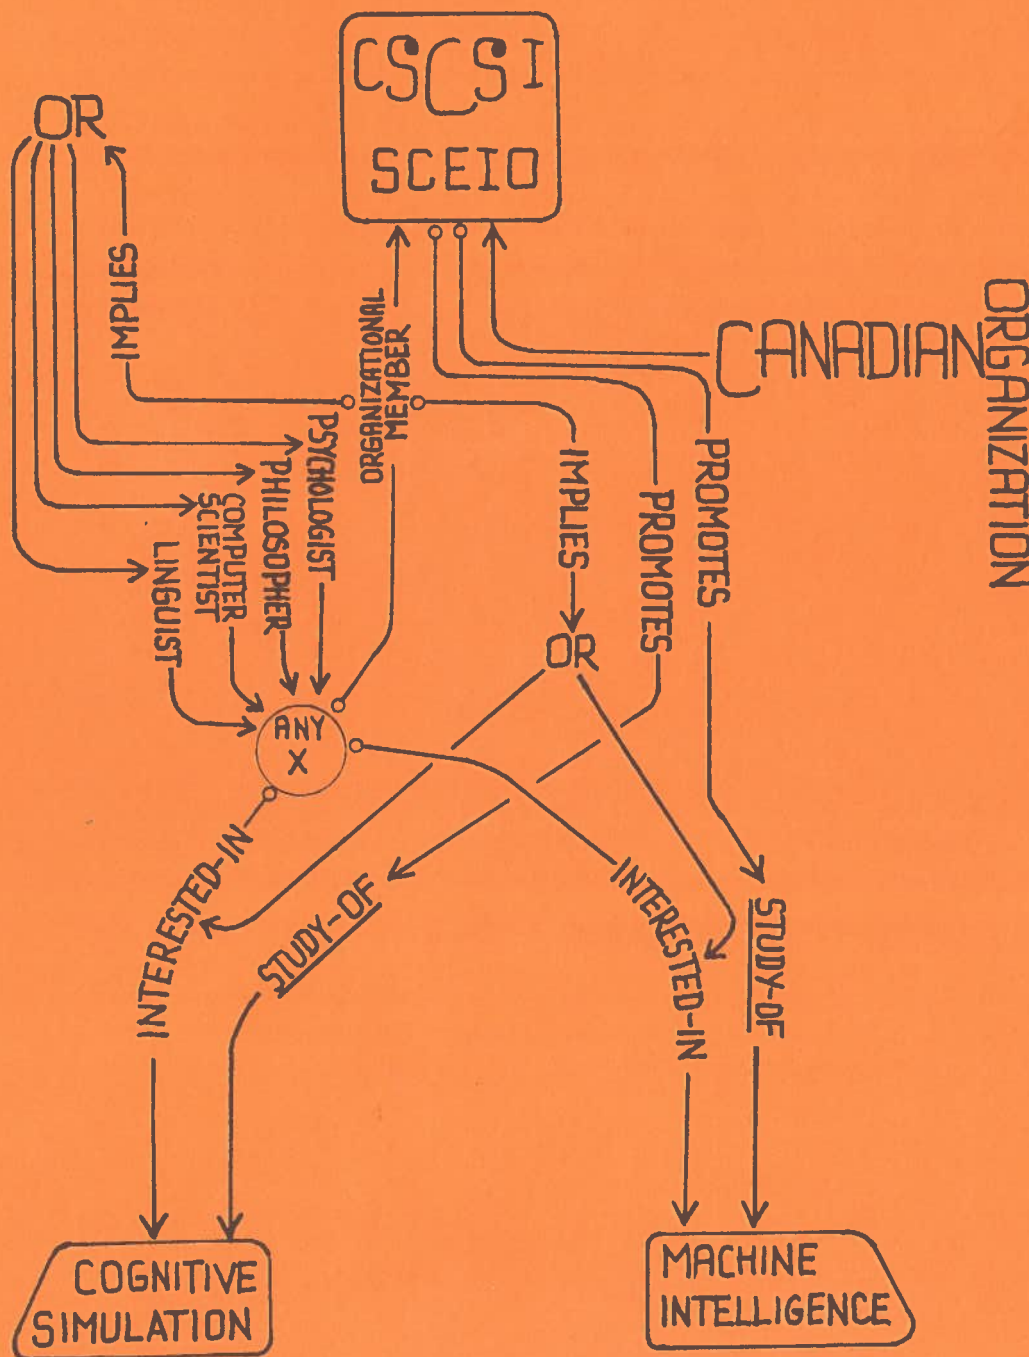 CSCSI
SCEIO
OR
CANADIAN
ORGANIZATION
IMPLIES
ORGANIZATIONAL
MEMBER
PROMOTES
PROMOTES
IMPLIES
PSYCHOLOGIST
PHILOSOPHER
COMPUTER
SCIENTIST
LINGUIST
OR
ANY
X
INTERESTED-IN
STUDY-OF
INTERESTED-IN
STUDY-OF
COGNITIVE
SIMULATION
MACHINE
INTELLIGENCE